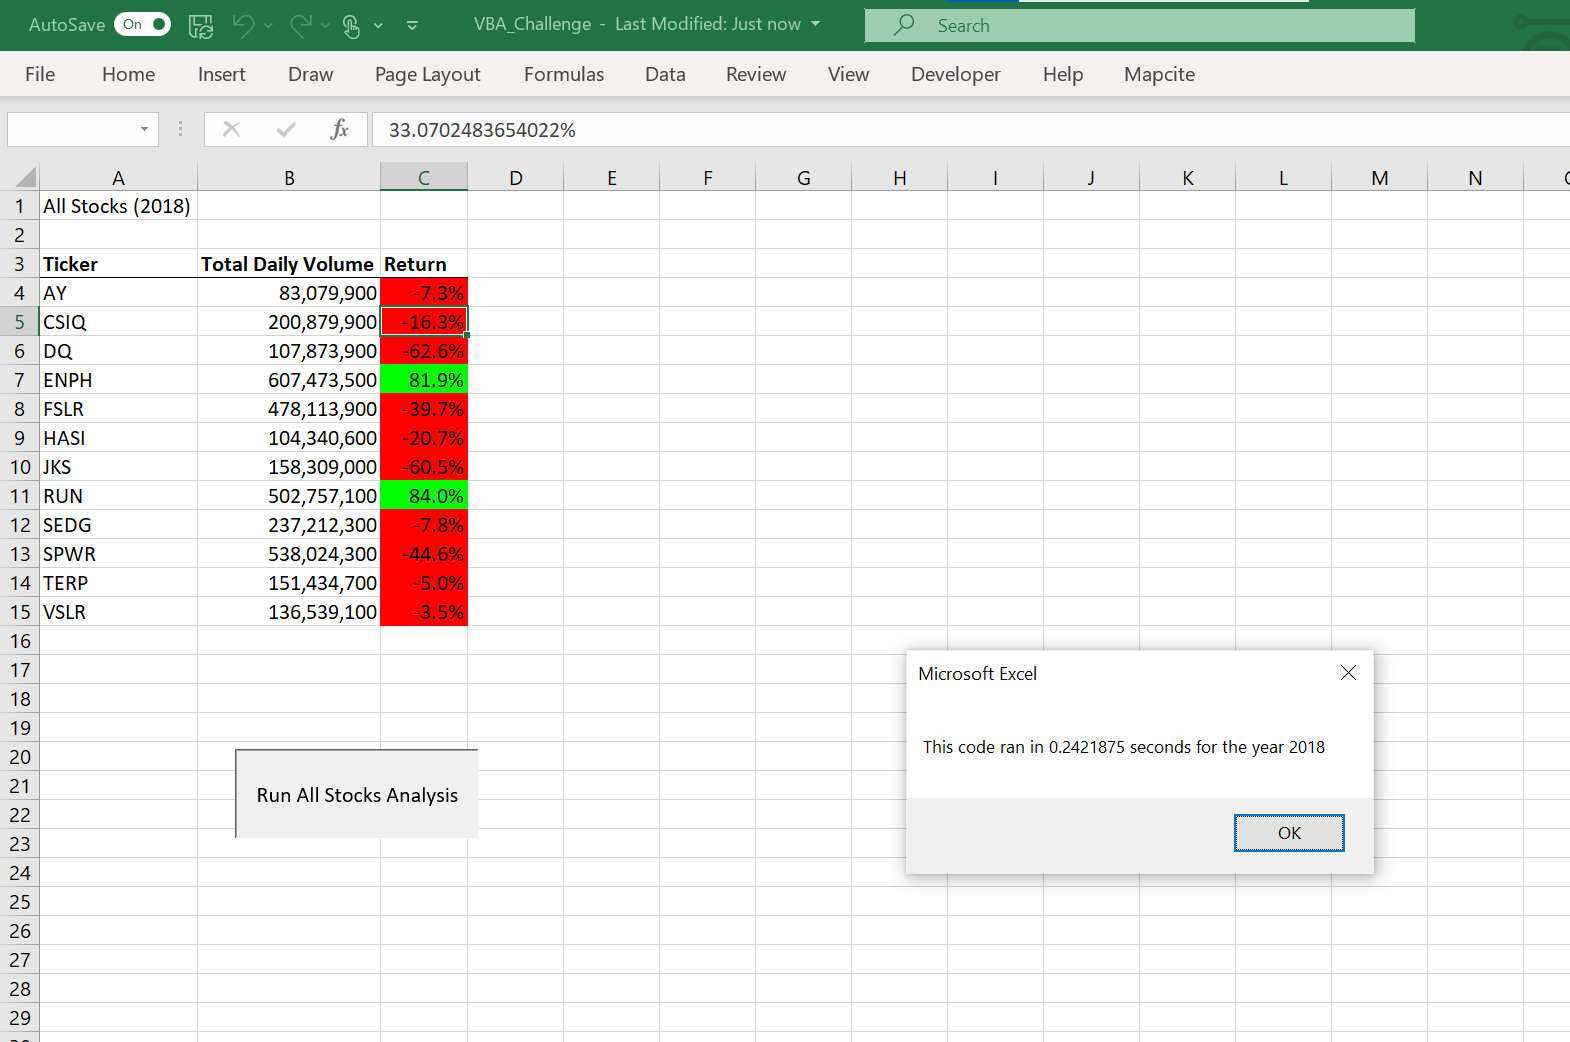 AutoSave On VBA_Challenge - Last Modified: Just now Search
File Home Insert Draw Page Layout Formulas Data Review View Developer Help Mapcite
fx 33.0702483654022%
A B C D E F G H I J K L M N
1 All Stocks (2018)
2
3 Ticker Total Daily Volume Return
4 AY 83,079,900 -7.3%
5 CSIQ 200,879,900 -16.3%
6 DQ 107,873,900 -62.6%
7 ENPH 607,473,500 81.9%
8 FSLR 478,113,900 -39.7%
9 HASI 104,340,600 -20.7%
10 JKS 158,309,000 -60.5%
11 RUN 502,757,100 84.0%
12 SEDG 237,212,300 -7.8%
13 SPWR 538,024,300 -44.6%
14 TERP 151,434,700 -5.0%
15 VSLR 136,539,100 -3.5%
16
17 Microsoft Excel
18
19
This code ran in 0.2421875 seconds for the year 2018
20
21 Run All Stocks Analysis
22
23 OK
24
25
26
27
28
29